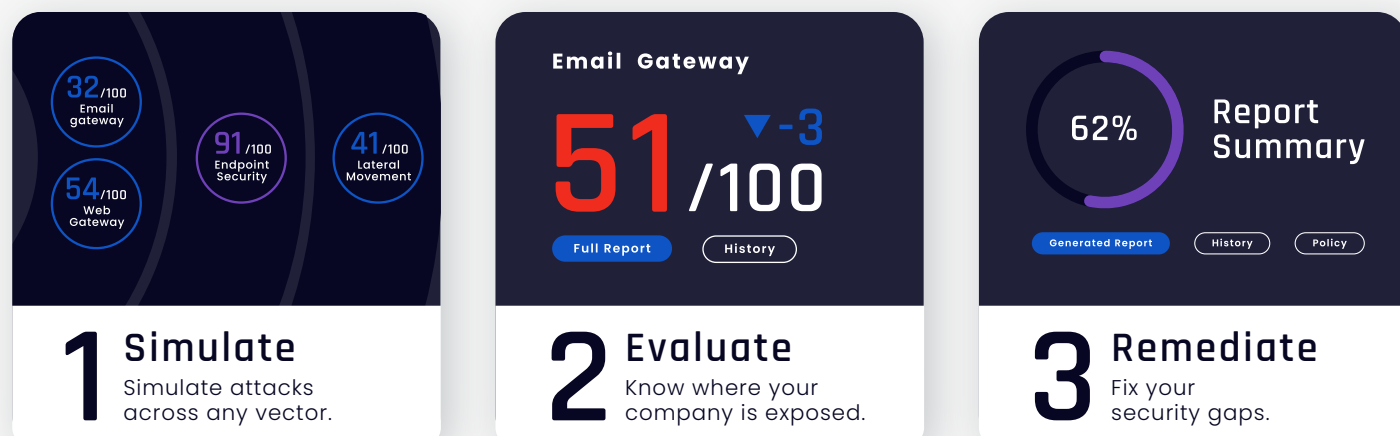 32/100
Email
gateway
54/100
Web
Gateway
91/100
Endpoint
Security
41/100
Lateral
Movement
1 Simulate
Simulate attacks
across any vector.
Email Gateway
51/100
-3
Full Report
History
2 Evaluate
Know where your
company is exposed.
62%
Report
Summary
Generated Report
History
Policy
3 Remediate
Fix your
security gaps.